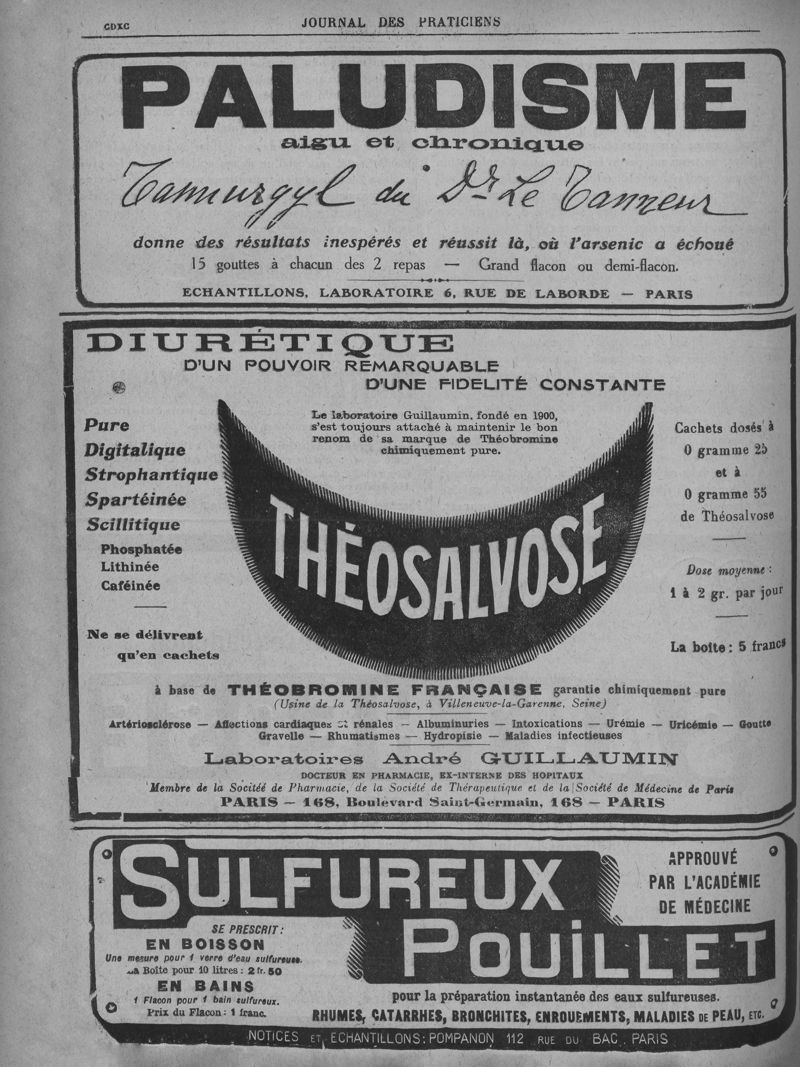 CDXC
JOURNAL DES PRATICIENS
PALUDISME
aigu et chronique
Tannurgyl du Dr Le Tanneur
donne des résultats inespérés et réussit là, où l'arsenic a échoué
15 gouttes à chacun des 2 repas — Grand flacon ou demi-flacon.
ECHANTILLONS, LABORATOIRE 6, RUE DE LABORDE — PARIS
DIURÉTIQUE
D'UN POUVOIR REMARQUABLE
D'UNE FIDELITÉ CONSTANTE
Le laboratoire Guillaumin, fondé en 1900,
s'est toujours attaché à maintenir le bon
renom de sa marque de Théobromine
chimiquement pure.
Pure
Digitalique
Strophantique
Spartéinée
Scillitique
Phosphatée
Lithinée
Caféinée
Ne se délivrent
qu'en cachets
THÉOSALVOSE
Cachets dosés à
0 gramme 25
et à
0 gramme 55
de Théosalvose
Dose moyenne :
1 à 2 gr. par jour
La boîte : 5 francs
à base de THÉOBROMINE FRANÇAISE garantie chimiquement pure
(Usine de la Théosalvose, à Villeneuve-la-Garenne, Seine)
Artériosclérose — Affections cardiaques et rénales — Albuminuries — Intoxications — Urémie — Uricémie — Goutte
Gravelle — Rhumatismes — Hydropisie — Maladies infectieuses
Laboratoires André GUILLAUMIN
DOCTEUR EN PHARMACIE, EX-INTERNE DES HOPITAUX
Membre de la Socitéé de Pharmacie, de la Société de Thérapeutique et de la Société de Médecine de Paris
PARIS — 168, Boulevard Saint-Germain, 168 — PARIS
SULFUREUX
POUILLET
APPROUVÉ
PAR L'ACADÉMIE
DE MÉDECINE
SE PRESCRIT :
EN BOISSON
Une mesure pour 1 verre d'eau sulfureuse.
La Boîte pour 10 litres : 2 fr. 50
EN BAINS
1 Flacon pour 1 bain sulfureux.
Prix du Flacon : 1 franc.
pour la préparation instantanée des eaux sulfureuses.
RHUMES, CATARRHES, BRONCHITES, ENROUEMENTS, MALADIES DE PEAU, ETC.
NOTICES ET ECHANTILLONS : POMPANON 112 RUE DU BAC. PARIS